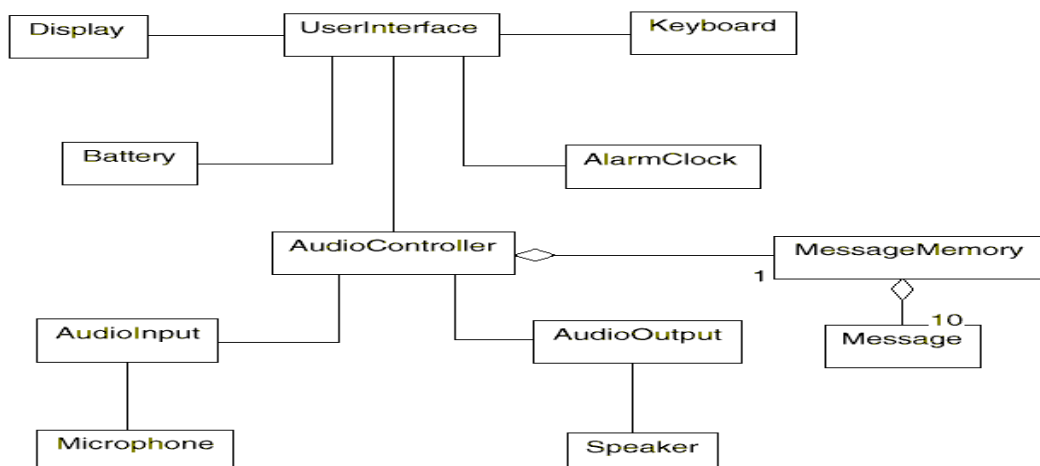 Display
UserInterface
Keyboard
Battery
AlarmClock
AudioController
MessageMemory
1
AudioInput
AudioOutput
10
Message
Microphone
Speaker